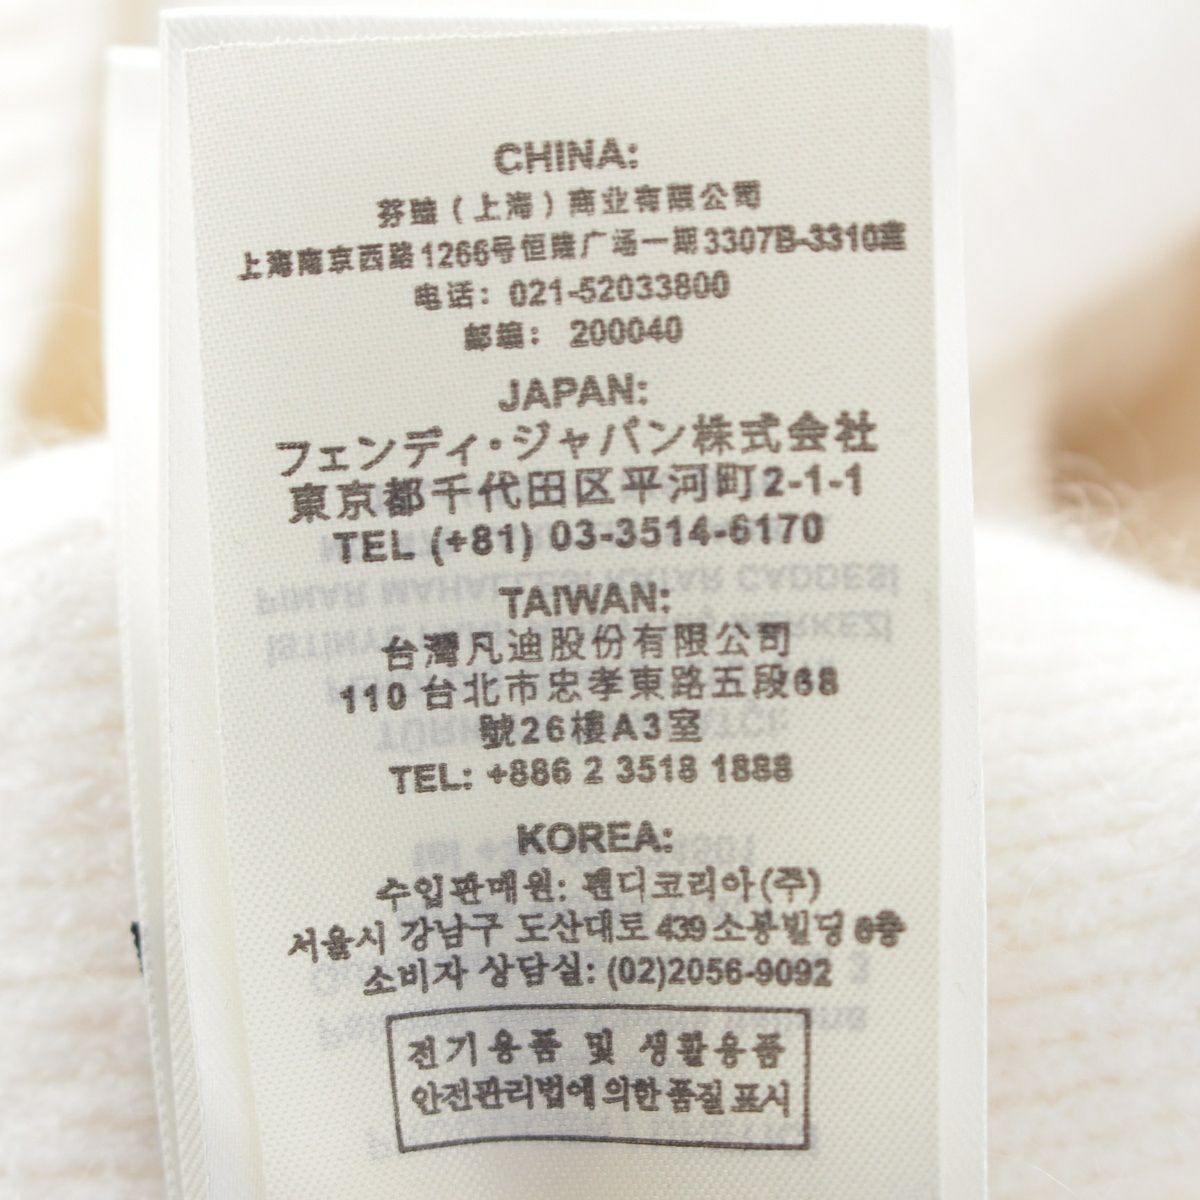 CHINA:
芬迪（上海）商业有限公司
上海南京西路1266号恒隆广场一期3307B-3310室
电话：021-52033800
邮编： 200040
JAPAN:
フェンディ・ジャパン株式会社
東京都千代田区平河町2-1-1
TEL (+81) 03-3514-6170
TAIWAN:
台灣凡迪股份有限公司
110 台北市忠孝東路五段68
號26樓A3室
TEL: +886 2 3518 1888
KOREA:
수입판매원: 펜디코리아(주)
서울시 강남구 도산대로 439 소봉빌딩 6층
소비자 상담실: (02)2056-9092
전기용품 및 생활용품
안전관리법에 의한 품질 표시